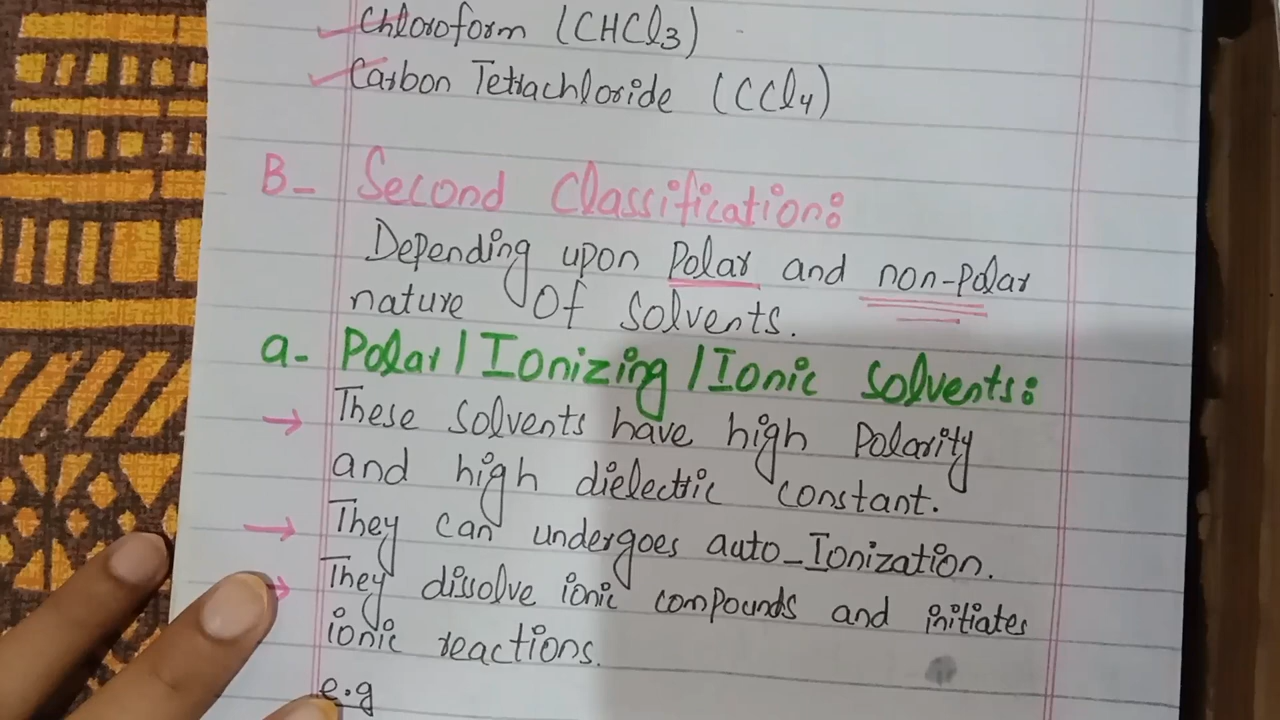 Chloroform (CHCl3)
Carbon Tetrachloride (CCl4)
B- Second Classification:
Depending upon Polar and non-polar
nature Of Solvents.
a- Polar/Ionizing/Ionic Solvents:
→ These Solvents have high Polarity
and high dielectric constant.
→ They can undergoes auto-Ionization.
→ They dissolve ionic compounds and initiates
ionic reactions.
e.g